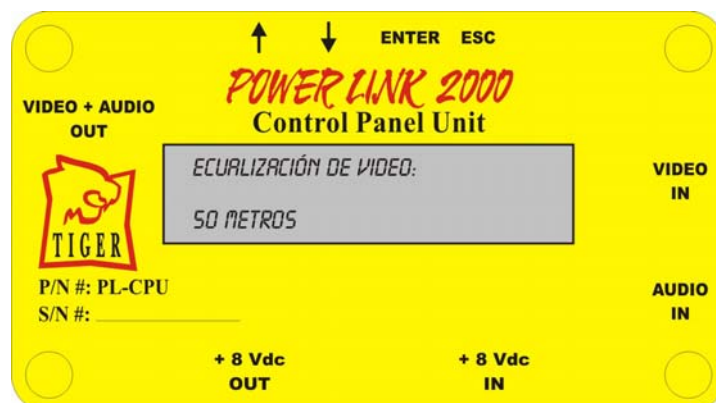 ENTER ESC
POWER LINK 2000
Control Panel Unit
VIDEO + AUDIO
OUT
ECUALIZACIÓN DE VIDEO:
50 METROS
VIDEO
IN
TIGER
P/N #: PL-CPU
S/N #: ____________
AUDIO
IN
+ 8 Vdc
OUT
+ 8 Vdc
IN